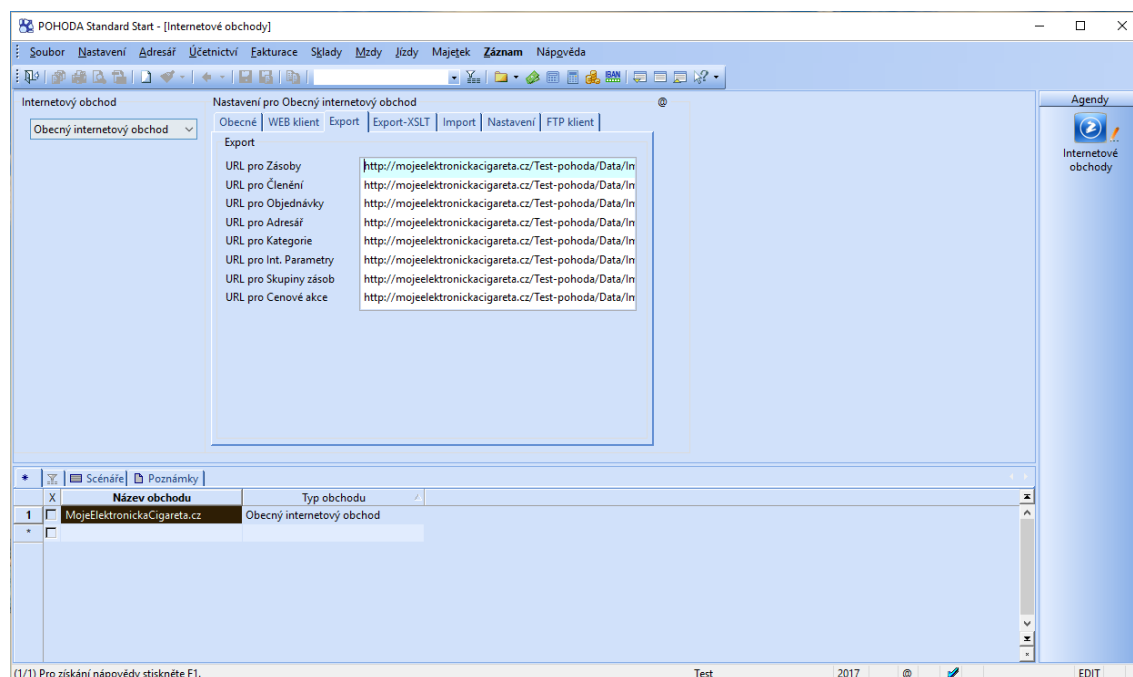 POHODA Standard Start - [Internetové obchody]
Soubor Nastavení Adresář Účetnictví Fakturace Sklady Mzdy Jízdy Majetek Záznam Nápověda
Internetový obchod
Obecný internetový obchod
Nastavení pro Obecný internetový obchod @
Obecné WEB klient Export Export-XSLT Import Nastavení FTP klient
Export
URL pro Zásoby http://mojeelektronickacigareta.cz/Test-pohoda/Data/In
URL pro Členění http://mojeelektronickacigareta.cz/Test-pohoda/Data/In
URL pro Objednávky http://mojeelektronickacigareta.cz/Test-pohoda/Data/In
URL pro Adresář http://mojeelektronickacigareta.cz/Test-pohoda/Data/In
URL pro Kategorie http://mojeelektronickacigareta.cz/Test-pohoda/Data/In
URL pro Int. Parametry http://mojeelektronickacigareta.cz/Test-pohoda/Data/In
URL pro Skupiny zásob http://mojeelektronickacigareta.cz/Test-pohoda/Data/In
URL pro Cenové akce http://mojeelektronickacigareta.cz/Test-pohoda/Data/In
Agendy
Internetové
obchody
* Scénáře Poznámky
X Název obchodu Typ obchodu
1 MojeElektronickaCigareta.cz Obecný internetový obchod
*
(1/1) Pro získání nápovědy stiskněte F1. Test 2017 @ EDIT